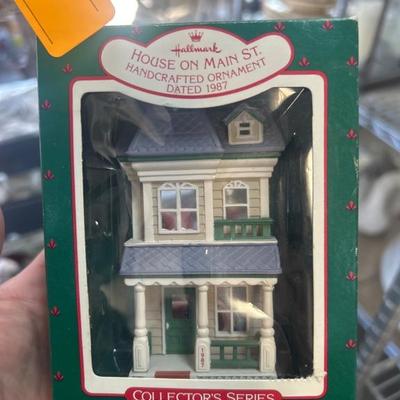 Hallmark
HOUSE ON MAIN ST.
HANDCRAFTED ORNAMENT
DATED 1987
1987
COLLECTOR'S SERIES